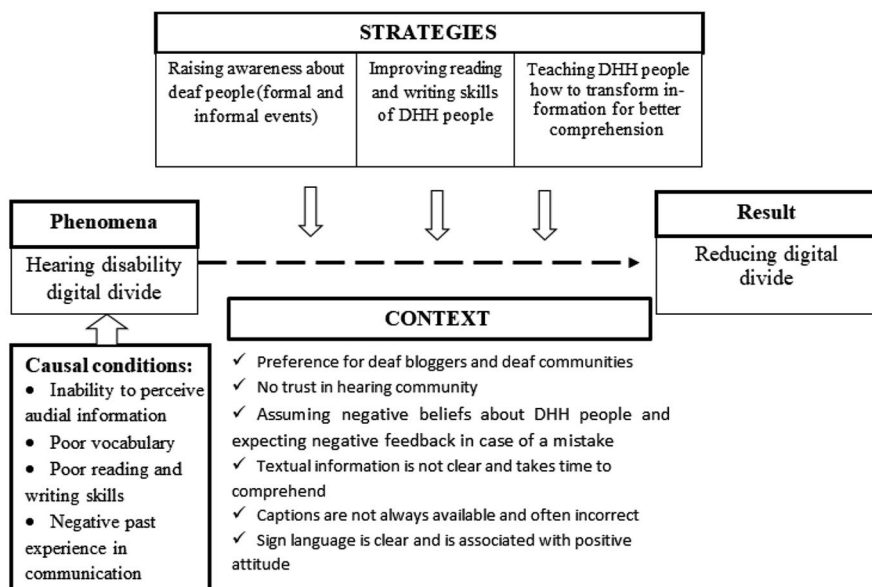 STRATEGIES
Raising awareness about
deaf people (formal and
informal events)
Improving reading
and writing skills
of DHH people
Teaching DHH people
how to transform in-
formation for better
comprehension
Phenomena
Hearing disability
digital divide
Result
Reducing digital
divide
Causal conditions:
• Inability to perceive
audial information
• Poor vocabulary
• Poor reading and
writing skills
• Negative past
experience in
communication
CONTEXT
✓ Preference for deaf bloggers and deaf communities
✓ No trust in hearing community
✓ Assuming negative beliefs about DHH people and
expecting negative feedback in case of a mistake
✓ Textual information is not clear and takes time to
comprehend
✓ Captions are not always available and often incorrect
✓ Sign language is clear and is associated with positive
attitude